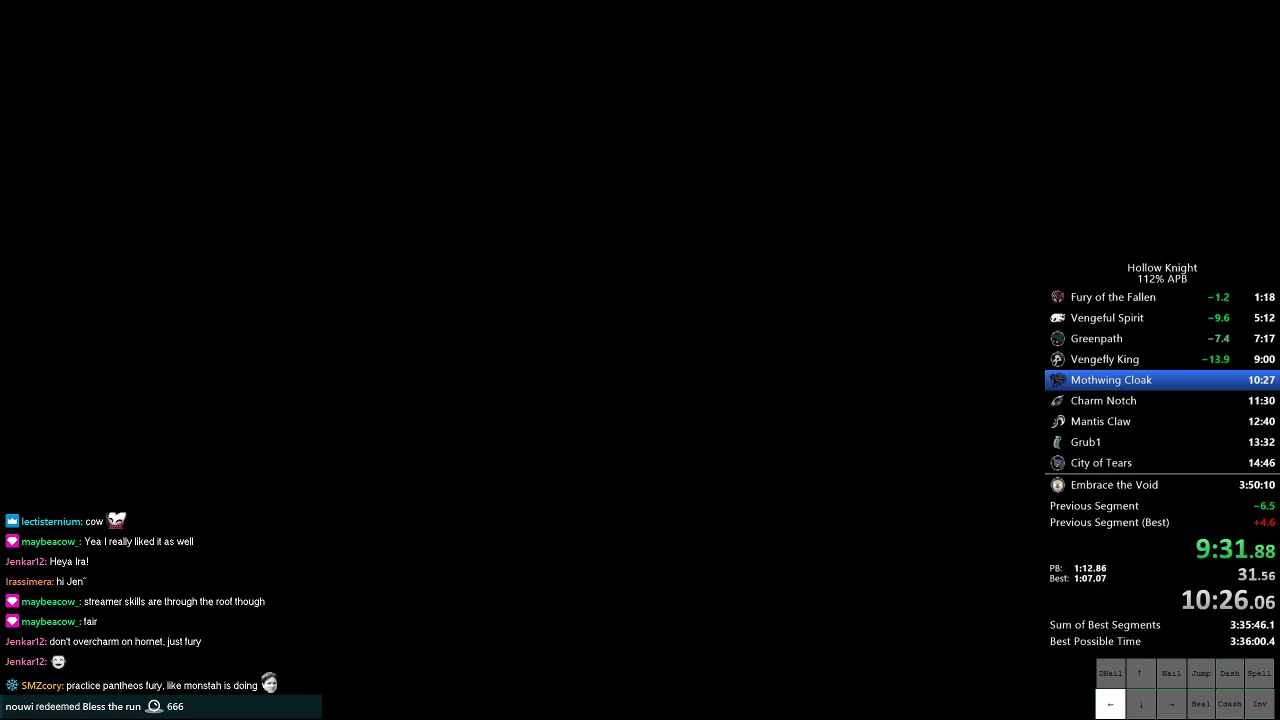 Hollow Knight
112% APB
Fury of the Fallen −1.2 1:18
Vengeful Spirit −9.6 5:12
Greenpath −7.4 7:17
Vengefly King −13.9 9:00
Mothwing Cloak 10:27
Charm Notch 11:30
Mantis Claw 12:40
Grub1 13:32
City of Tears 14:46
Embrace the Void 3:50:10
Previous Segment −6.5
Previous Segment (Best) +4.6
9:31.88
PB: 1:12.86
Best: 1:07.07
31.56
10:26.06
Sum of Best Segments 3:35:46.1
Best Possible Time 3:36:00.4
DNail ↑ Nail Jump Dash Spell
← ↓ → Heal Cdash Inv
lectisternium: cow
maybeacow_: Yea I really liked it as well
Jenkar12: Heya Ira!
Irassimera: hi Jen~
maybeacow_: streamer skills are through the roof though
maybeacow_: fair
Jenkar12: don't overcharm on hornet, just fury
Jenkar12:
SMZcory: practice pantheos fury, like monstah is doing
nouwi redeemed Bless the run 666